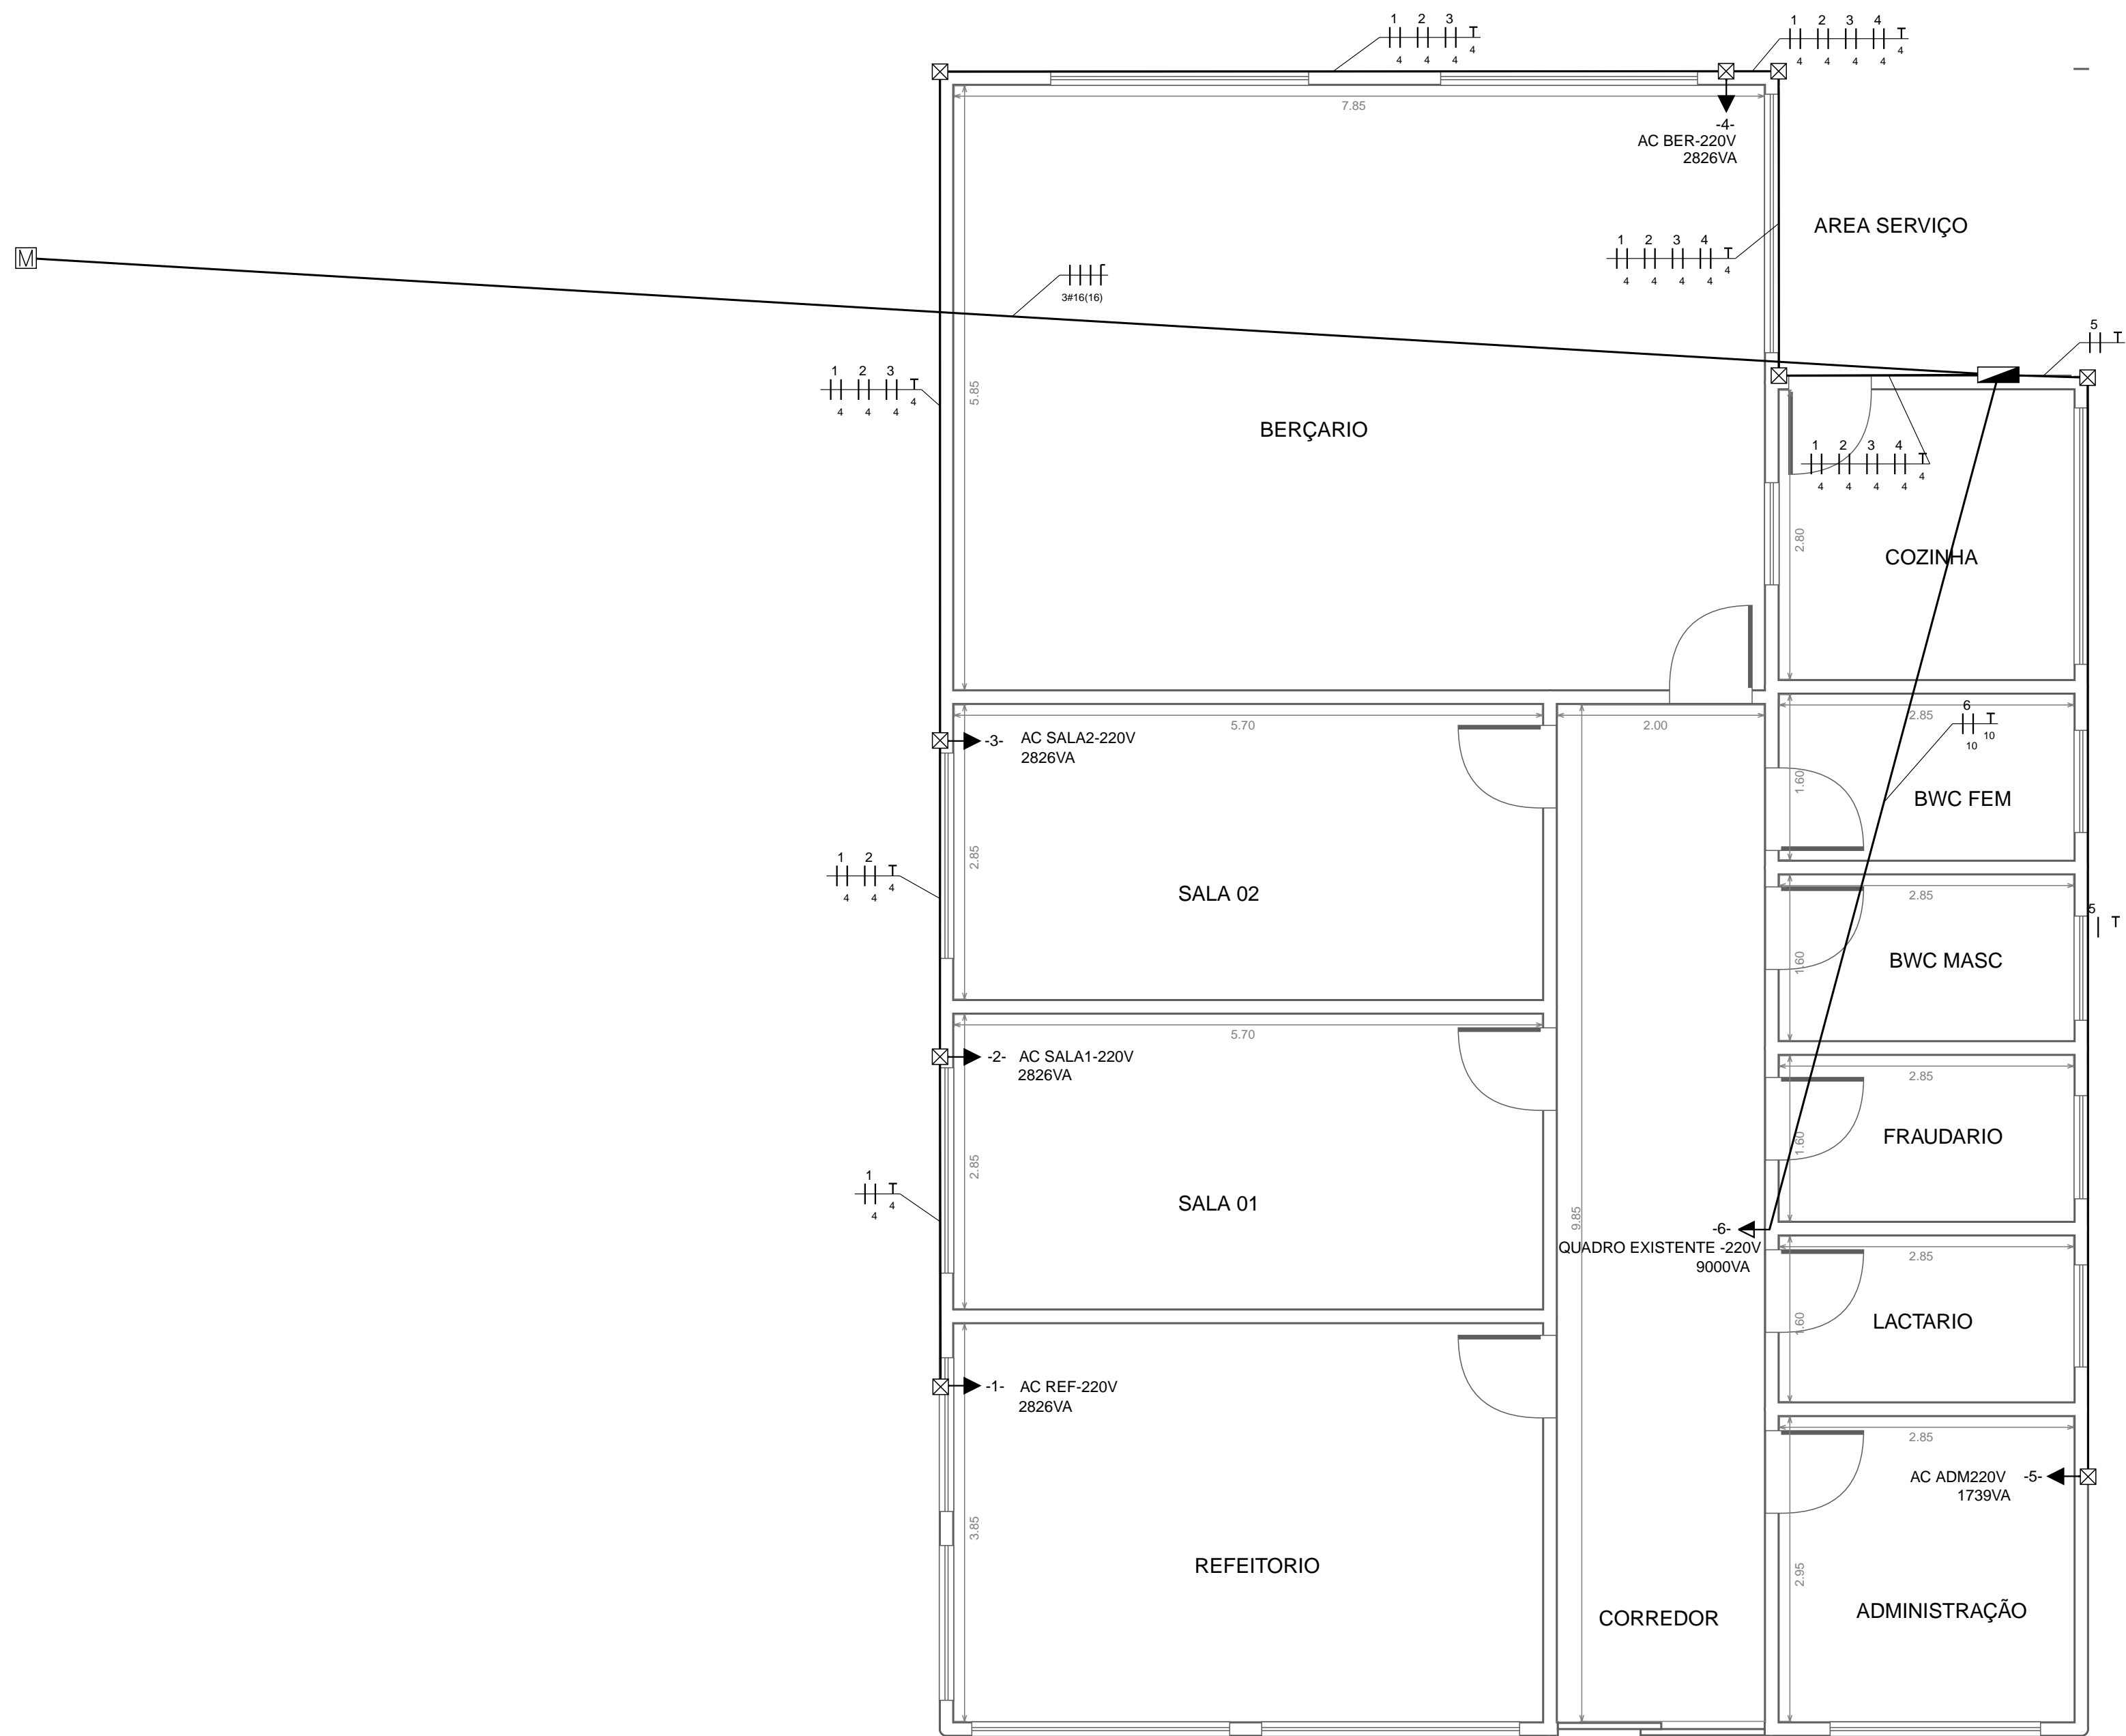 1 2 3 T
4 4 4 4
1 2 3 4 T
4 4 4 4 4
7.85
-4-
AC BER-220V
2826VA
AREA SERVIÇO
1 2 3 4 T
4 4 4 4 4
M
3#16(16)
5 T
1 2 3 T
4 4 4 4
5.85
BERÇARIO
1 2 3 4 T
4 4 4 4 4
2.80
COZINHA
5.70
2.00
2.85
6 T
10 10
-3- AC SALA2-220V
2826VA
1.60
BWC FEM
2.85
1 2 T
4 4 4
SALA 02
2.85
5 T
1.60
BWC MASC
5.70
-2- AC SALA1-220V
2826VA
2.85
1.60
FRAUDARIO
2.85
1 T
4 4
SALA 01
9.85
-6-
QUADRO EXISTENTE -220V
9000VA
2.85
1.60
LACTARIO
-1- AC REF-220V
2826VA
2.85
AC ADM220V -5-
1739VA
3.85
REFEITORIO
2.95
CORREDOR
ADMINISTRAÇÃO